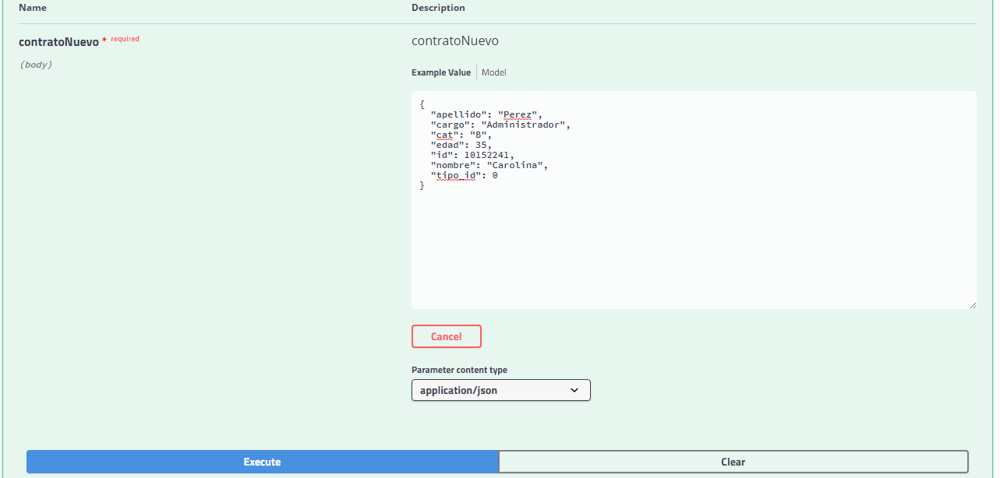 Name Description
contratoNuevo * required contratoNuevo
(body)
Example Value Model
{
"apellido": "Perez",
"cargo": "Administrador",
"cat": "B",
"edad": 35,
"id": 10152241,
"nombre": "Carolina",
"tipo_id": 0
}
Cancel
Parameter content type
application/json
Execute Clear